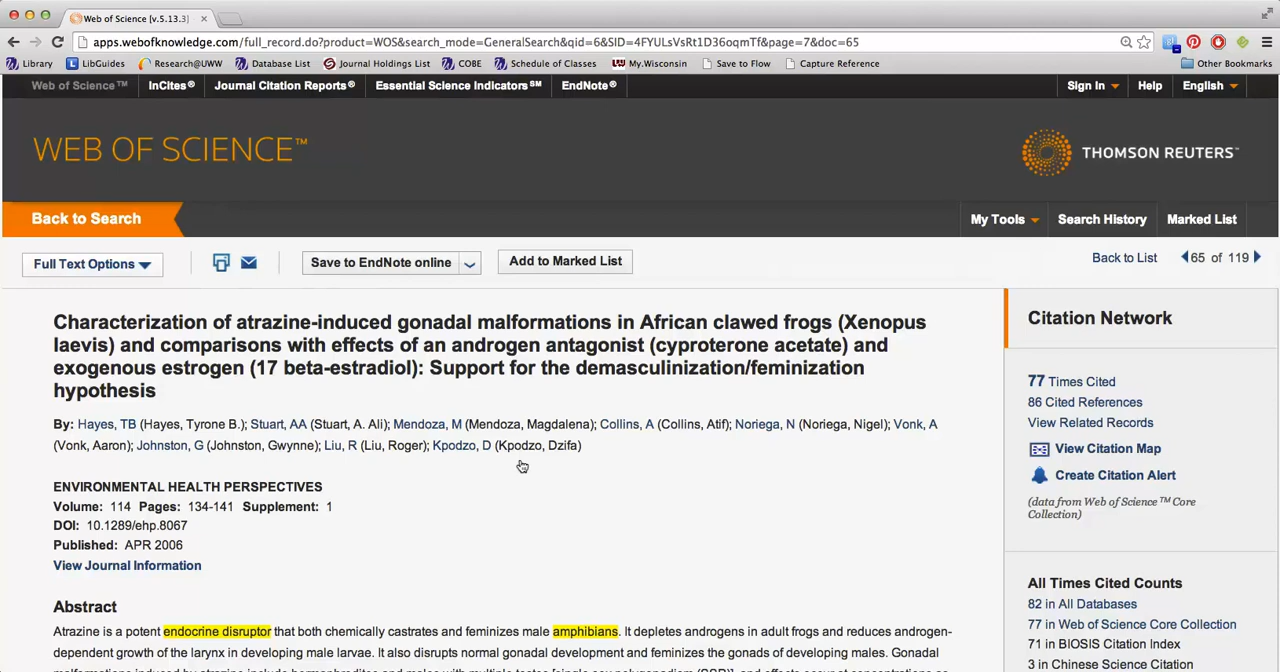 Web of Science [v.5.13.3]
apps.webofknowledge.com/full_record.do?product=WOS&search_mode=GeneralSearch&qid=6&SID=4FYULsVsRt1D36oqmTf&page=7&doc=65
Library LibGuides Research@UWW Database List Journal Holdings List COBE Schedule of Classes My.Wisconsin Save to Flow Capture Reference Other Bookmarks
Web of Science™ InCites® Journal Citation Reports® Essential Science Indicators℠ EndNote® Sign In Help English
WEB OF SCIENCE™
THOMSON REUTERS™
Back to Search My Tools Search History Marked List
Full Text Options Save to EndNote online Add to Marked List Back to List 65 of 119
Characterization of atrazine-induced gonadal malformations in African clawed frogs (Xenopus
laevis) and comparisons with effects of an androgen antagonist (cyproterone acetate) and
exogenous estrogen (17 beta-estradiol): Support for the demasculinization/feminization
hypothesis
By: Hayes, TB (Hayes, Tyrone B.); Stuart, AA (Stuart, A. Ali); Mendoza, M (Mendoza, Magdalena); Collins, A (Collins, Atif); Noriega, N (Noriega, Nigel); Vonk, A
(Vonk, Aaron); Johnston, G (Johnston, Gwynne); Liu, R (Liu, Roger); Kpodzo, D (Kpodzo, Dzifa)
ENVIRONMENTAL HEALTH PERSPECTIVES
Volume: 114 Pages: 134-141 Supplement: 1
DOI: 10.1289/ehp.8067
Published: APR 2006
View Journal Information
Abstract
Atrazine is a potent endocrine disruptor that both chemically castrates and feminizes male amphibians. It depletes androgens in adult frogs and reduces androgen-
dependent growth of the larynx in developing male larvae. It also disrupts normal gonadal development and feminizes the gonads of developing males. Gonadal
Citation Network
77 Times Cited
86 Cited References
View Related Records
View Citation Map
Create Citation Alert
(data from Web of Science™ Core
Collection)
All Times Cited Counts
82 in All Databases
77 in Web of Science Core Collection
71 in BIOSIS Citation Index
3 in Chinese Science Citation